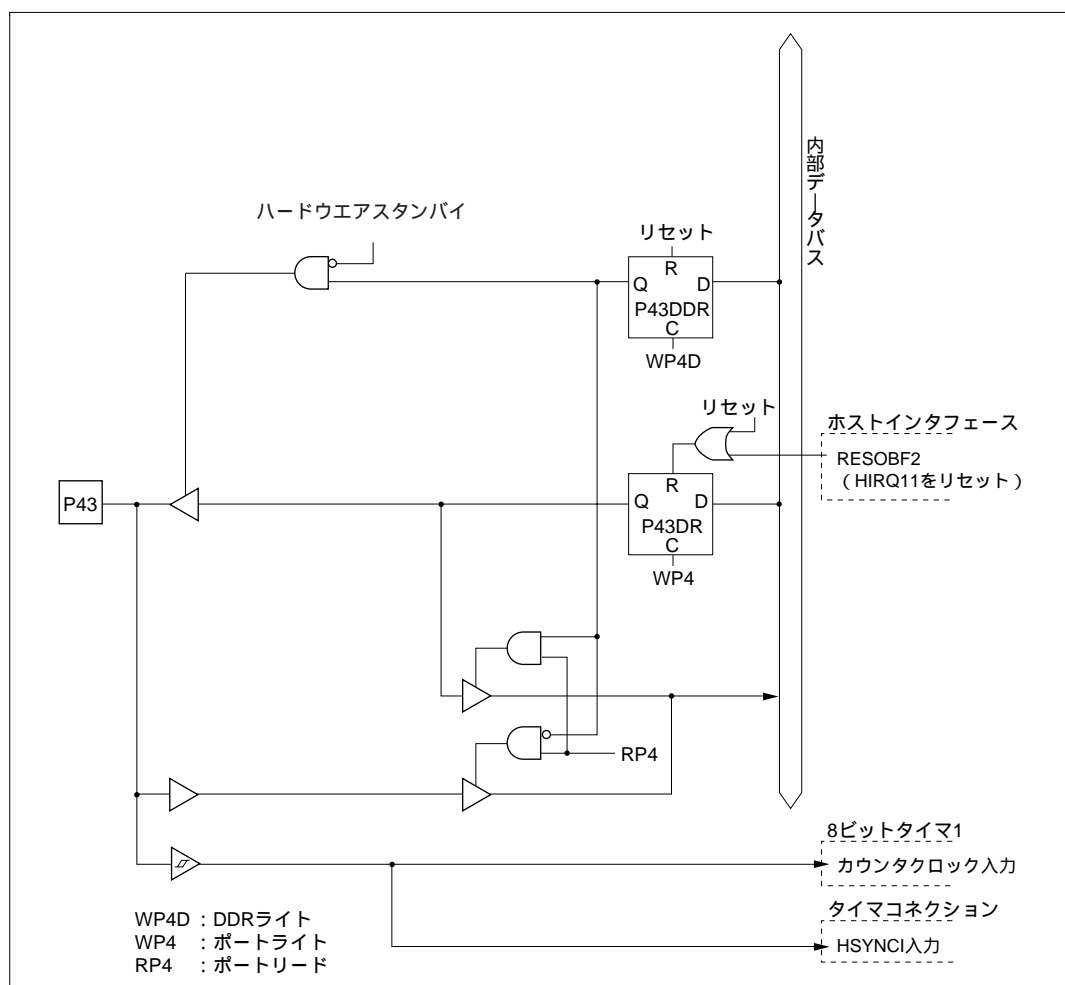 内部データバス
ハードウエアスタンバイ
リセット
R
Q D
P43DDR
C
WP4D
リセット
ホストインタフェース
RESOBF2
（HIRQ11をリセット）
R
P43
Q D
P43DR
C
WP4
RP4
8ビットタイマ1
カウンタクロック入力
タイマコネクション
HSYNCI入力
WP4D : DDRライト
WP4 : ポートライト
RP4 : ポートリード